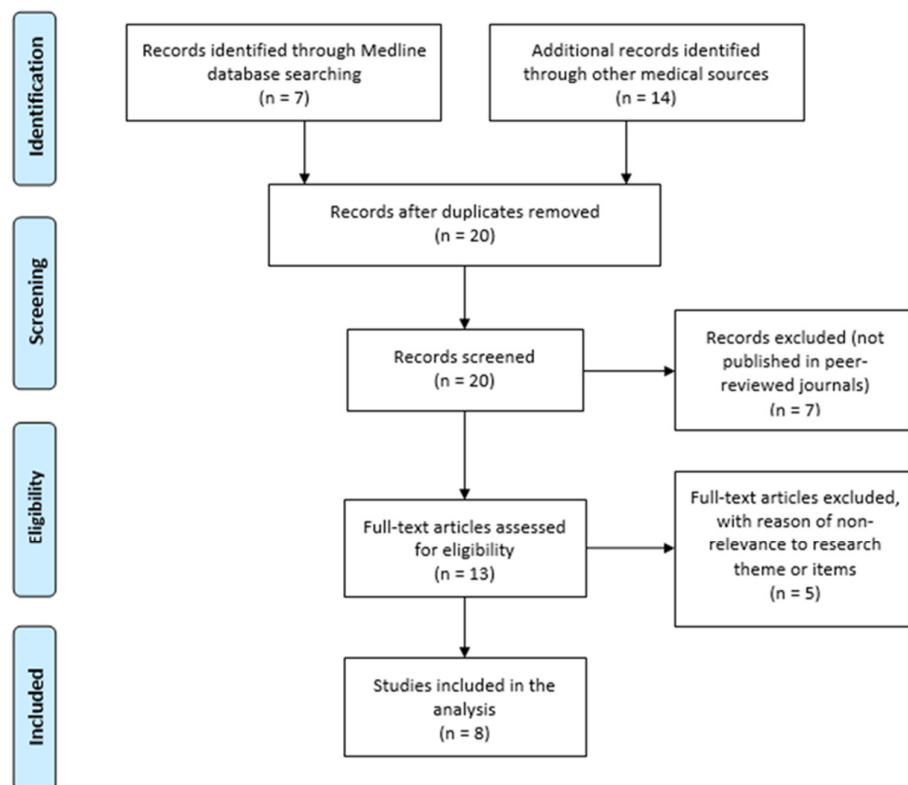 Identification
Records identified through Medline
database searching
(n = 7)
Additional records identified
through other medical sources
(n = 14)
Records after duplicates removed
(n = 20)
Screening
Records screened
(n = 20)
Records excluded (not
published in peer-
reviewed journals)
(n = 7)
Eligibility
Full-text articles assessed
for eligibility
(n = 13)
Full-text articles excluded,
with reason of non-
relevance to research
theme or items
(n = 5)
Included
Studies included in the
analysis
(n = 8)